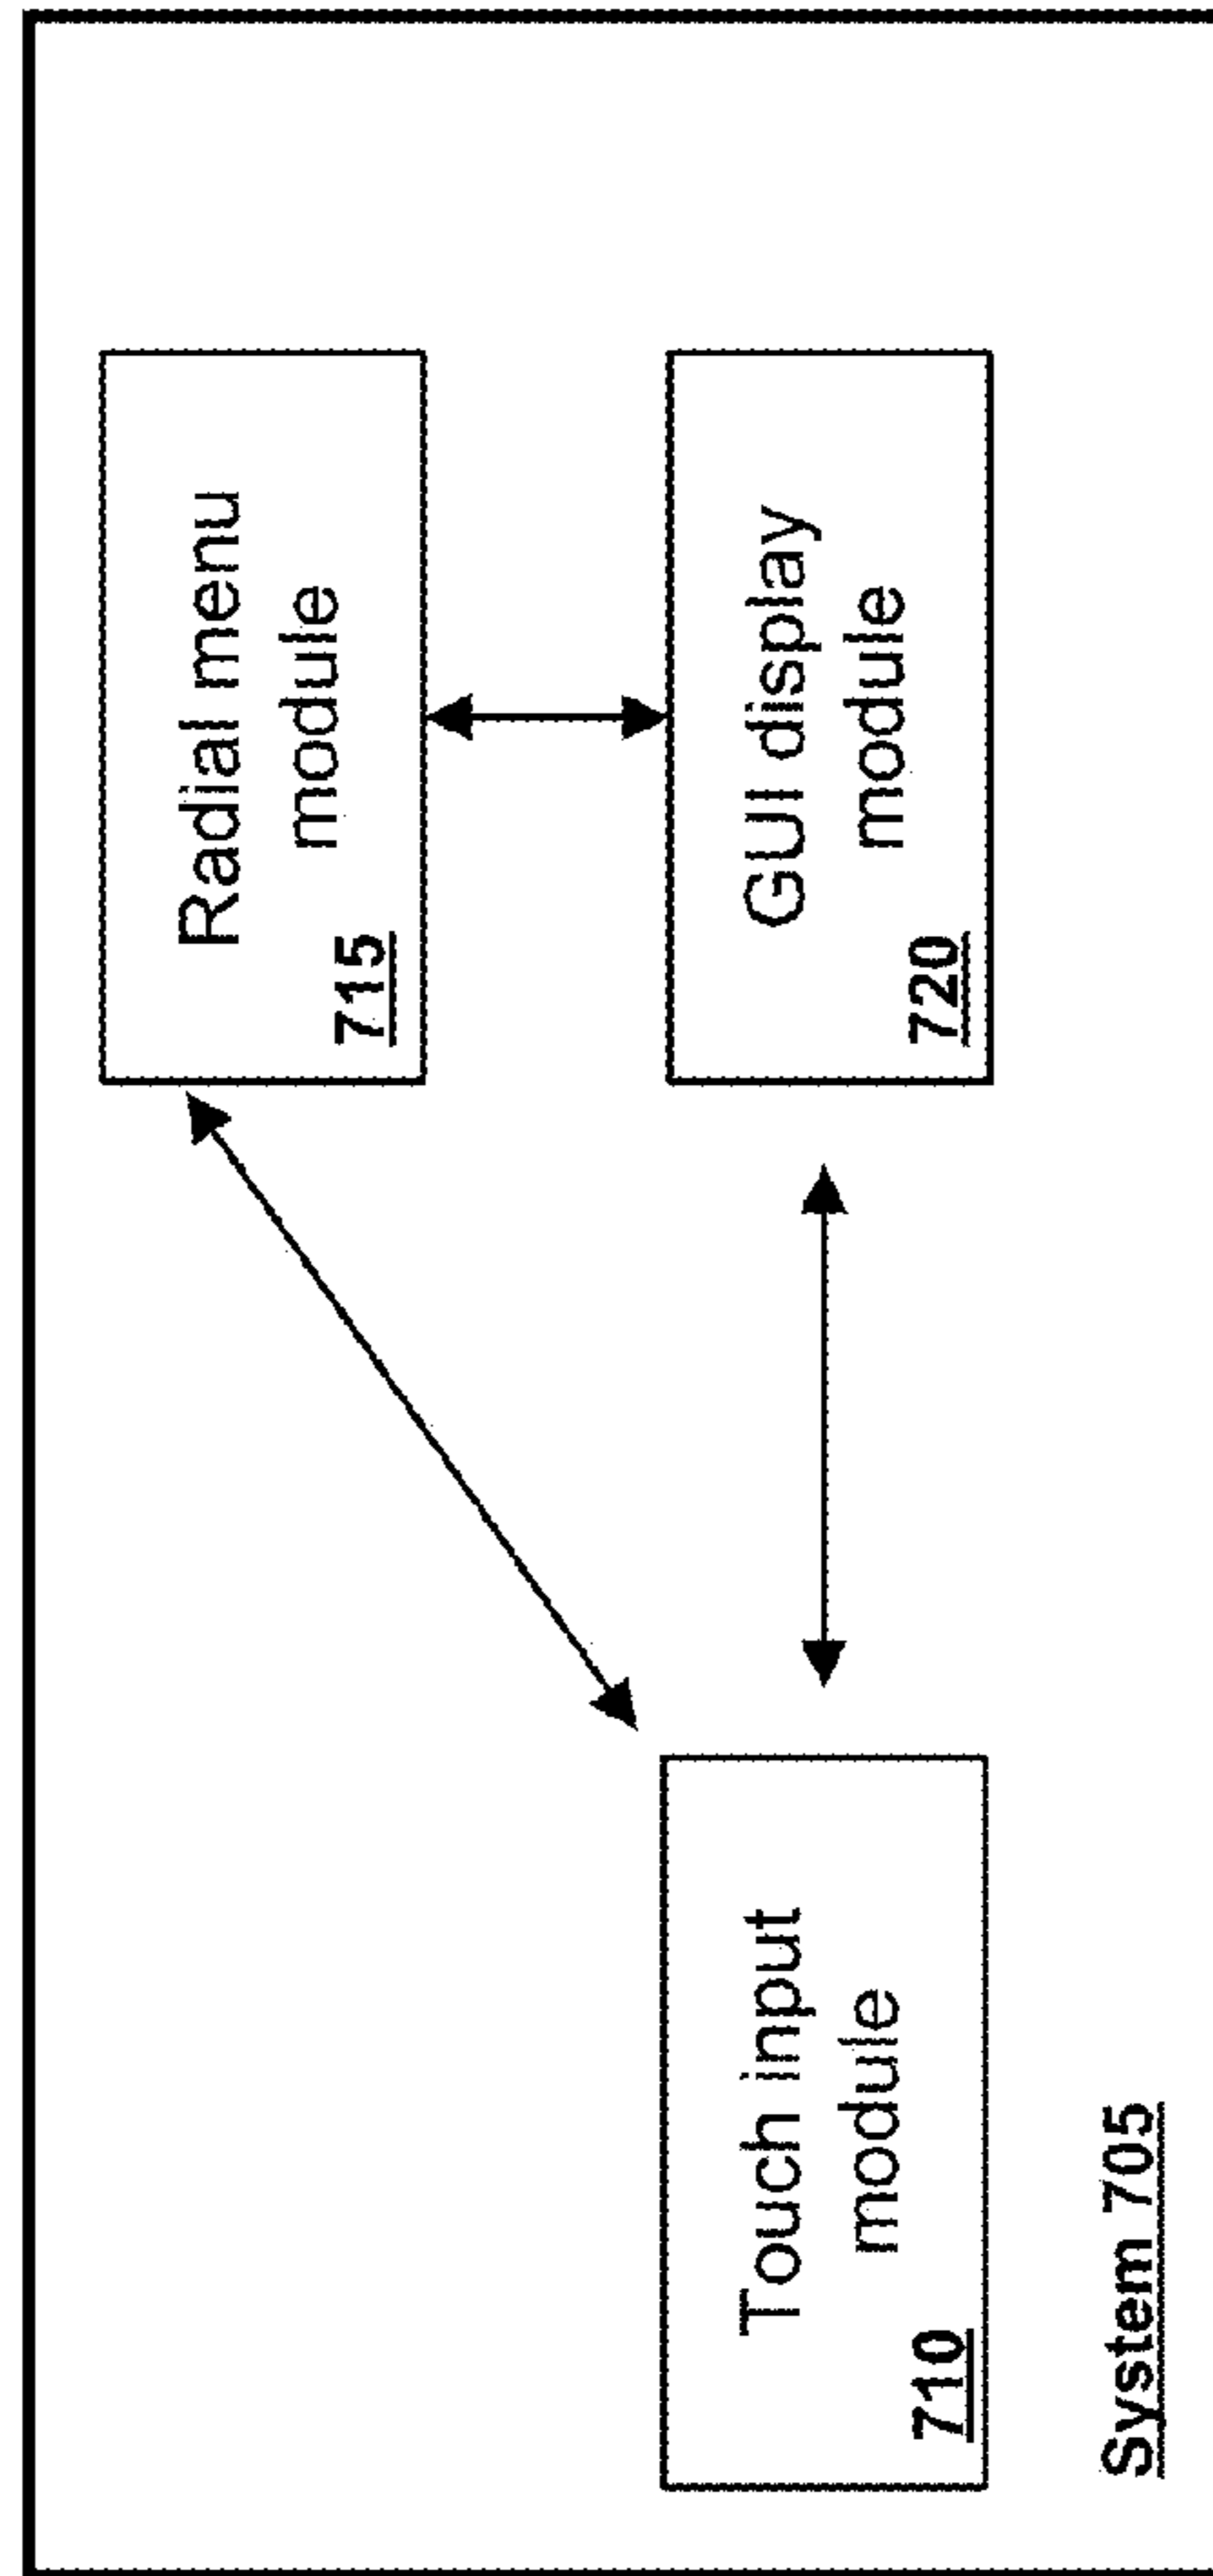 Radial menu
module
715
Touch input
module
710
GUI display
module
720
System 705